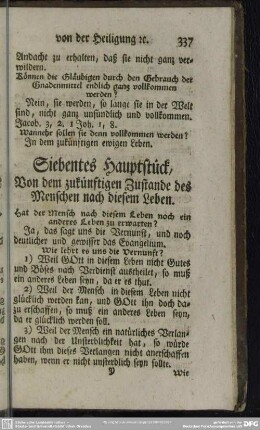 von der Heiligung ꝛc. 337
Andacht zu erhalten, daß sie nicht ganz ver-
wildern.
Können die Gläubigen durch den Gebrauch der
Gnadenmittel endlich ganz vollkommen
werden?
Nein, sie werden, so lange sie in der Welt
sind, nicht ganz unsündlich und vollkommen.
Jacob. 3, 2. 1 Joh. 1, 8.
Wannehr sollen sie denn vollkommen werden?
In dem zukünftigen ewigen Leben.
Siebentes Hauptstück,
Von dem zukünftigen Zustande des
Menschen nach diesem Leben.
Hat der Mensch nach diesem Leben noch ein
anderes Leben zu erwarten?
Ja, das sagt uns die Vernunft, und noch
deutlicher und gewisser das Evangelium.
Wie lehrt es uns die Vernunft?
1) Weil GOtt in diesem Leben nicht Gutes
und Böses nach Verdienst austheilet, so muß
ein anderes Leben seyn, da er es thut.
2) Weil der Mensch in diesem Leben nicht
glücklich werden kan, und GOtt ihn doch da-
zu erschaffen, so muß ein anderes Leben seyn,
da er glücklich werden soll.
3) Weil der Mensch ein natürliches Verlan-
gen nach der Unsterblichkeit hat, so würde
GOtt ihm dieses Verlangen nicht anerschaffen
haben, wenn er nicht unsterblich seyn sollte.
Y Wie